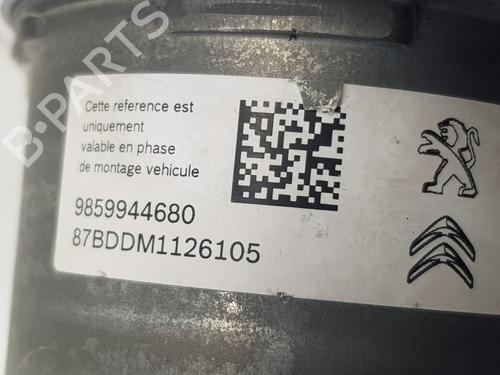 B-PARTS
Cette reference est
uniquement
valable en phase
de montage vehicule
9859944680
87BDDM1126105